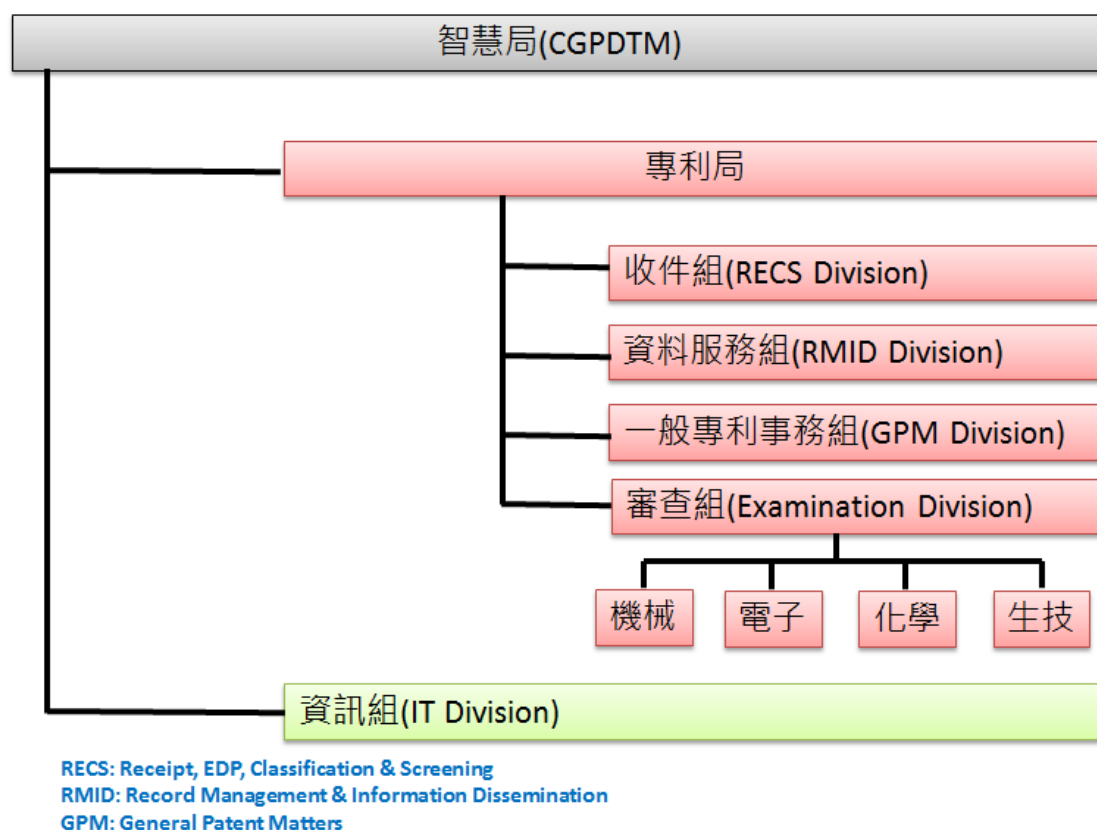 智慧局(CGPDTM)
專利局
收件組(RECS Division)
資料服務組(RMID Division)
一般專利事務組(GPM Division)
審查組(Examination Division)
機械
電子
化學
生技
資訊組(IT Division)
RECS: Receipt, EDP, Classification & Screening
RMID: Record Management & Information Dissemination
GPM: General Patent Matters